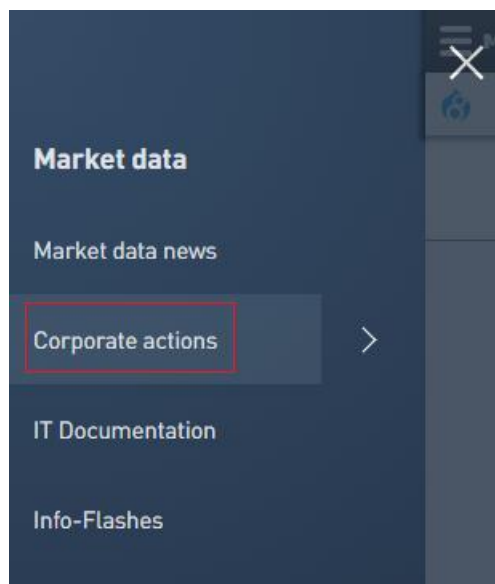 Market data
Market data news
Corporate actions
IT Documentation
Info-Flashes